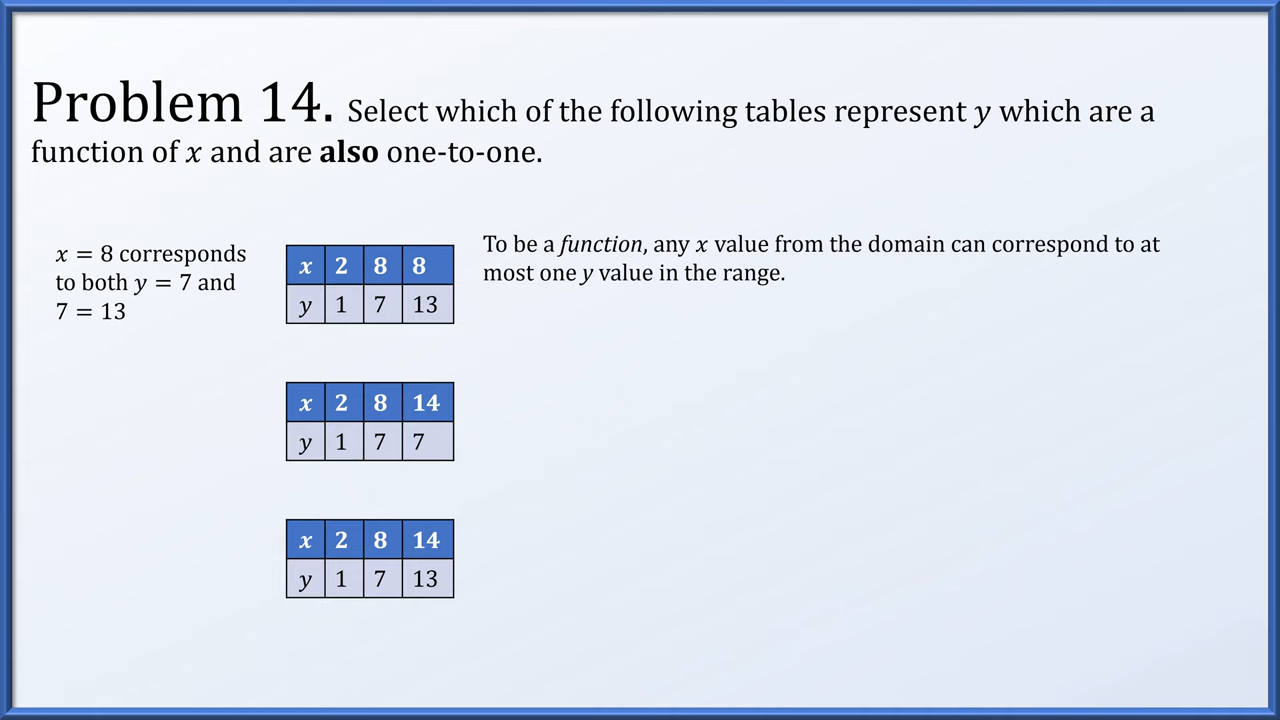 Problem 14. Select which of the following tables represent y which are a
function of x and are also one-to-one.
x = 8 corresponds
to both y = 7 and
7 = 13
x 2 8 8
y 1 7 13
To be a function, any x value from the domain can correspond to at
most one y value in the range.
x 2 8 14
y 1 7 7
x 2 8 14
y 1 7 13